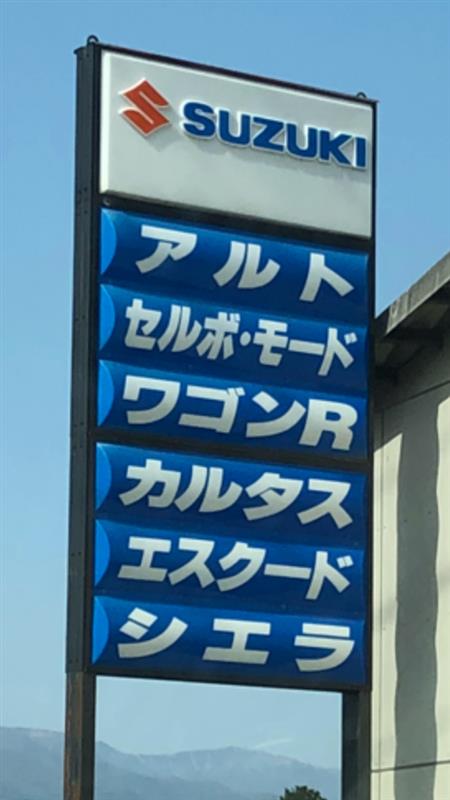 SUZUKI
アルト
セルボ・モード
ワゴンR
カルタス
エスクード
シエラ